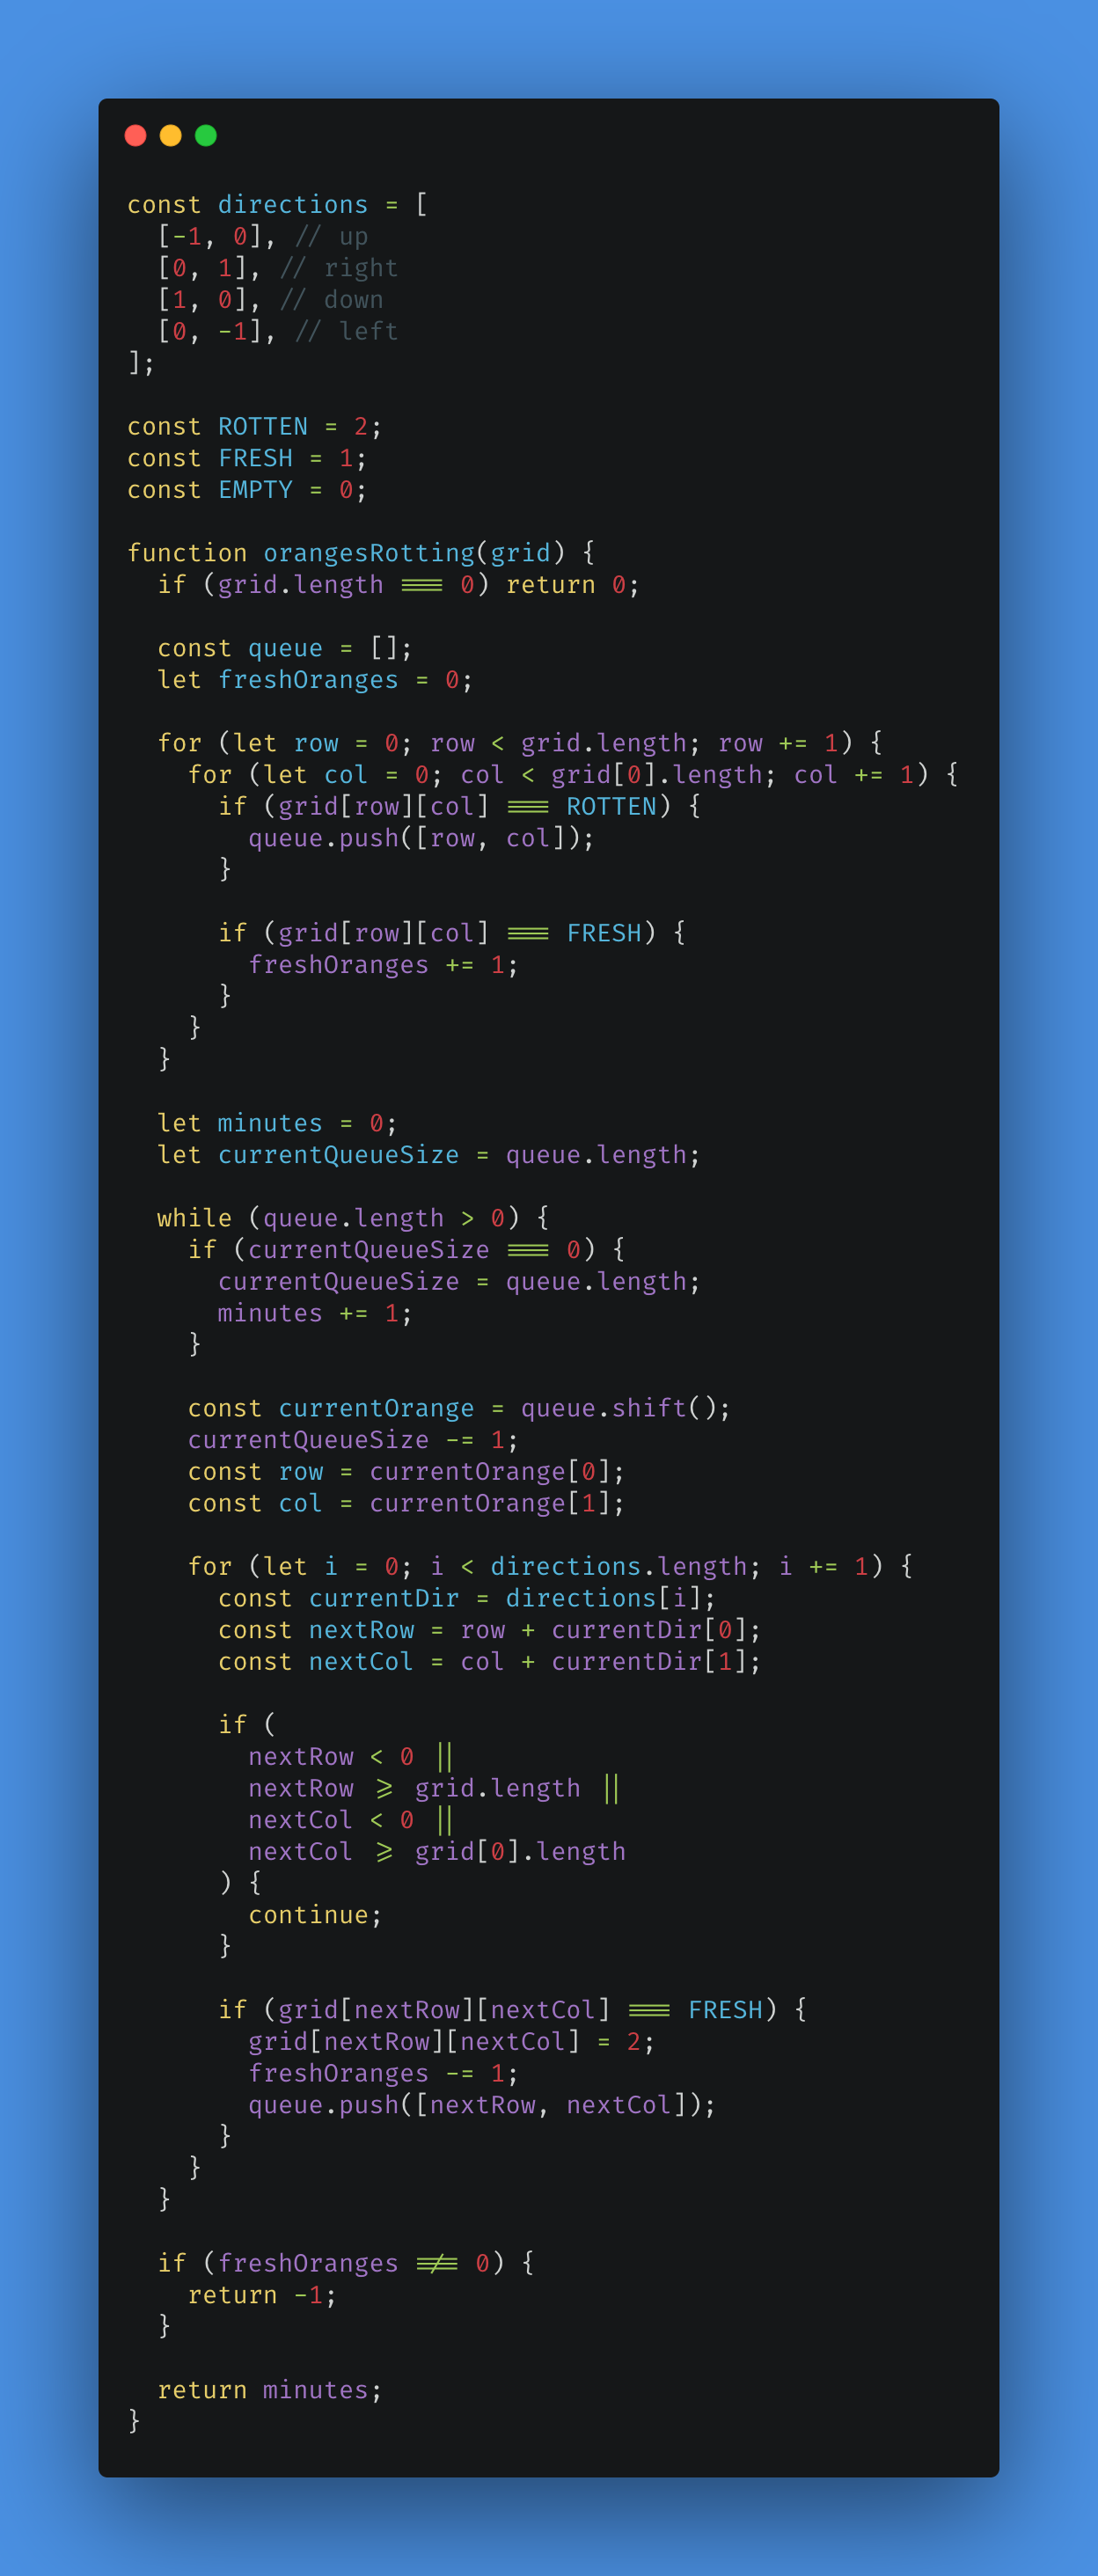 const directions = [
  [-1, 0], // up
  [0, 1], // right
  [1, 0], // down
  [0, -1], // left
];

const ROTTEN = 2;
const FRESH = 1;
const EMPTY = 0;

function orangesRotting(grid) {
  if (grid.length === 0) return 0;

  const queue = [];
  let freshOranges = 0;

  for (let row = 0; row < grid.length; row += 1) {
    for (let col = 0; col < grid[0].length; col += 1) {
      if (grid[row][col] === ROTTEN) {
        queue.push([row, col]);
      }

      if (grid[row][col] === FRESH) {
        freshOranges += 1;
      }
    }
  }

  let minutes = 0;
  let currentQueueSize = queue.length;

  while (queue.length > 0) {
    if (currentQueueSize === 0) {
      currentQueueSize = queue.length;
      minutes += 1;
    }

    const currentOrange = queue.shift();
    currentQueueSize -= 1;
    const row = currentOrange[0];
    const col = currentOrange[1];

    for (let i = 0; i < directions.length; i += 1) {
      const currentDir = directions[i];
      const nextRow = row + currentDir[0];
      const nextCol = col + currentDir[1];

      if (
        nextRow < 0 ||
        nextRow >= grid.length ||
        nextCol < 0 ||
        nextCol >= grid[0].length
      ) {
        continue;
      }

      if (grid[nextRow][nextCol] === FRESH) {
        grid[nextRow][nextCol] = 2;
        freshOranges -= 1;
        queue.push([nextRow, nextCol]);
      }
    }
  }

  if (freshOranges !== 0) {
    return -1;
  }

  return minutes;
}